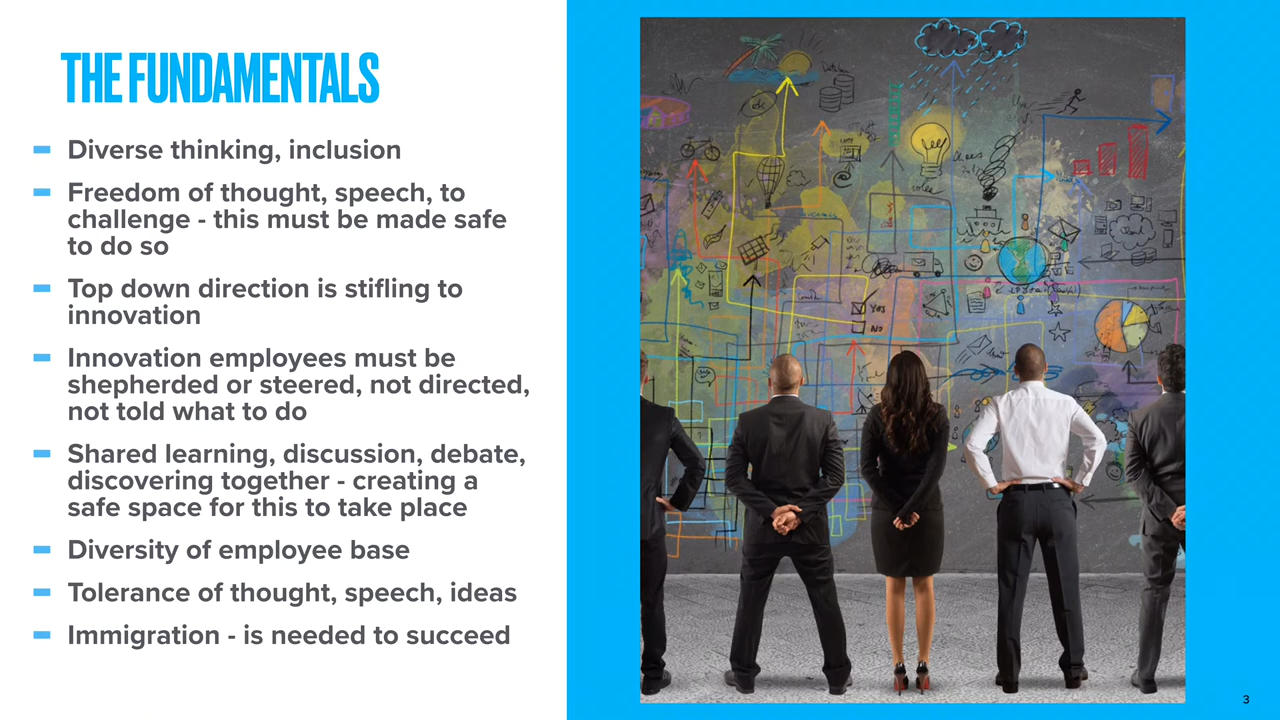 THE FUNDAMENTALS
Diverse thinking, inclusion
Freedom of thought, speech, to
challenge - this must be made safe
to do so
Top down direction is stifling to
innovation
Innovation employees must be
shepherded or steered, not directed,
not told what to do
Shared learning, discussion, debate,
discovering together - creating a
safe space for this to take place
Diversity of employee base
Tolerance of thought, speech, ideas
Immigration - is needed to succeed
ok
YES
NO
3